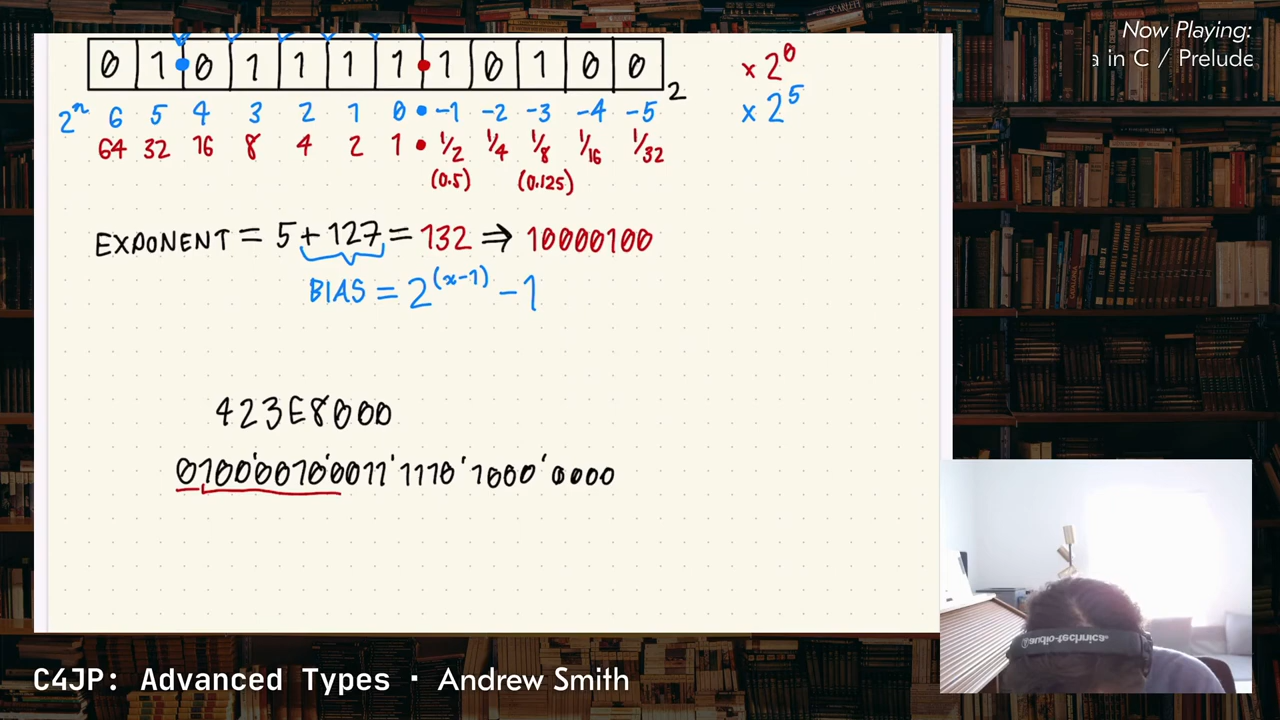 Now Playing:
a in C / Prelude
0 1 0 1 1 1 1 1 0 1 0 0 2
× 2^0
2^n 6 5 4 3 2 1 0 • -1 -2 -3 -4 -5
× 2^5
64 32 16 8 4 2 1 • 1/2 1/4 1/8 1/16 1/32
(0.5) (0.125)
EXPONENT = 5 + 127 = 132 ⇒ 10000100
BIAS = 2^(x-1) - 1
423E8000
0100'0010'0011'1110'1000'0000
audio-technica
C4JP: Advanced Types · Andrew Smith